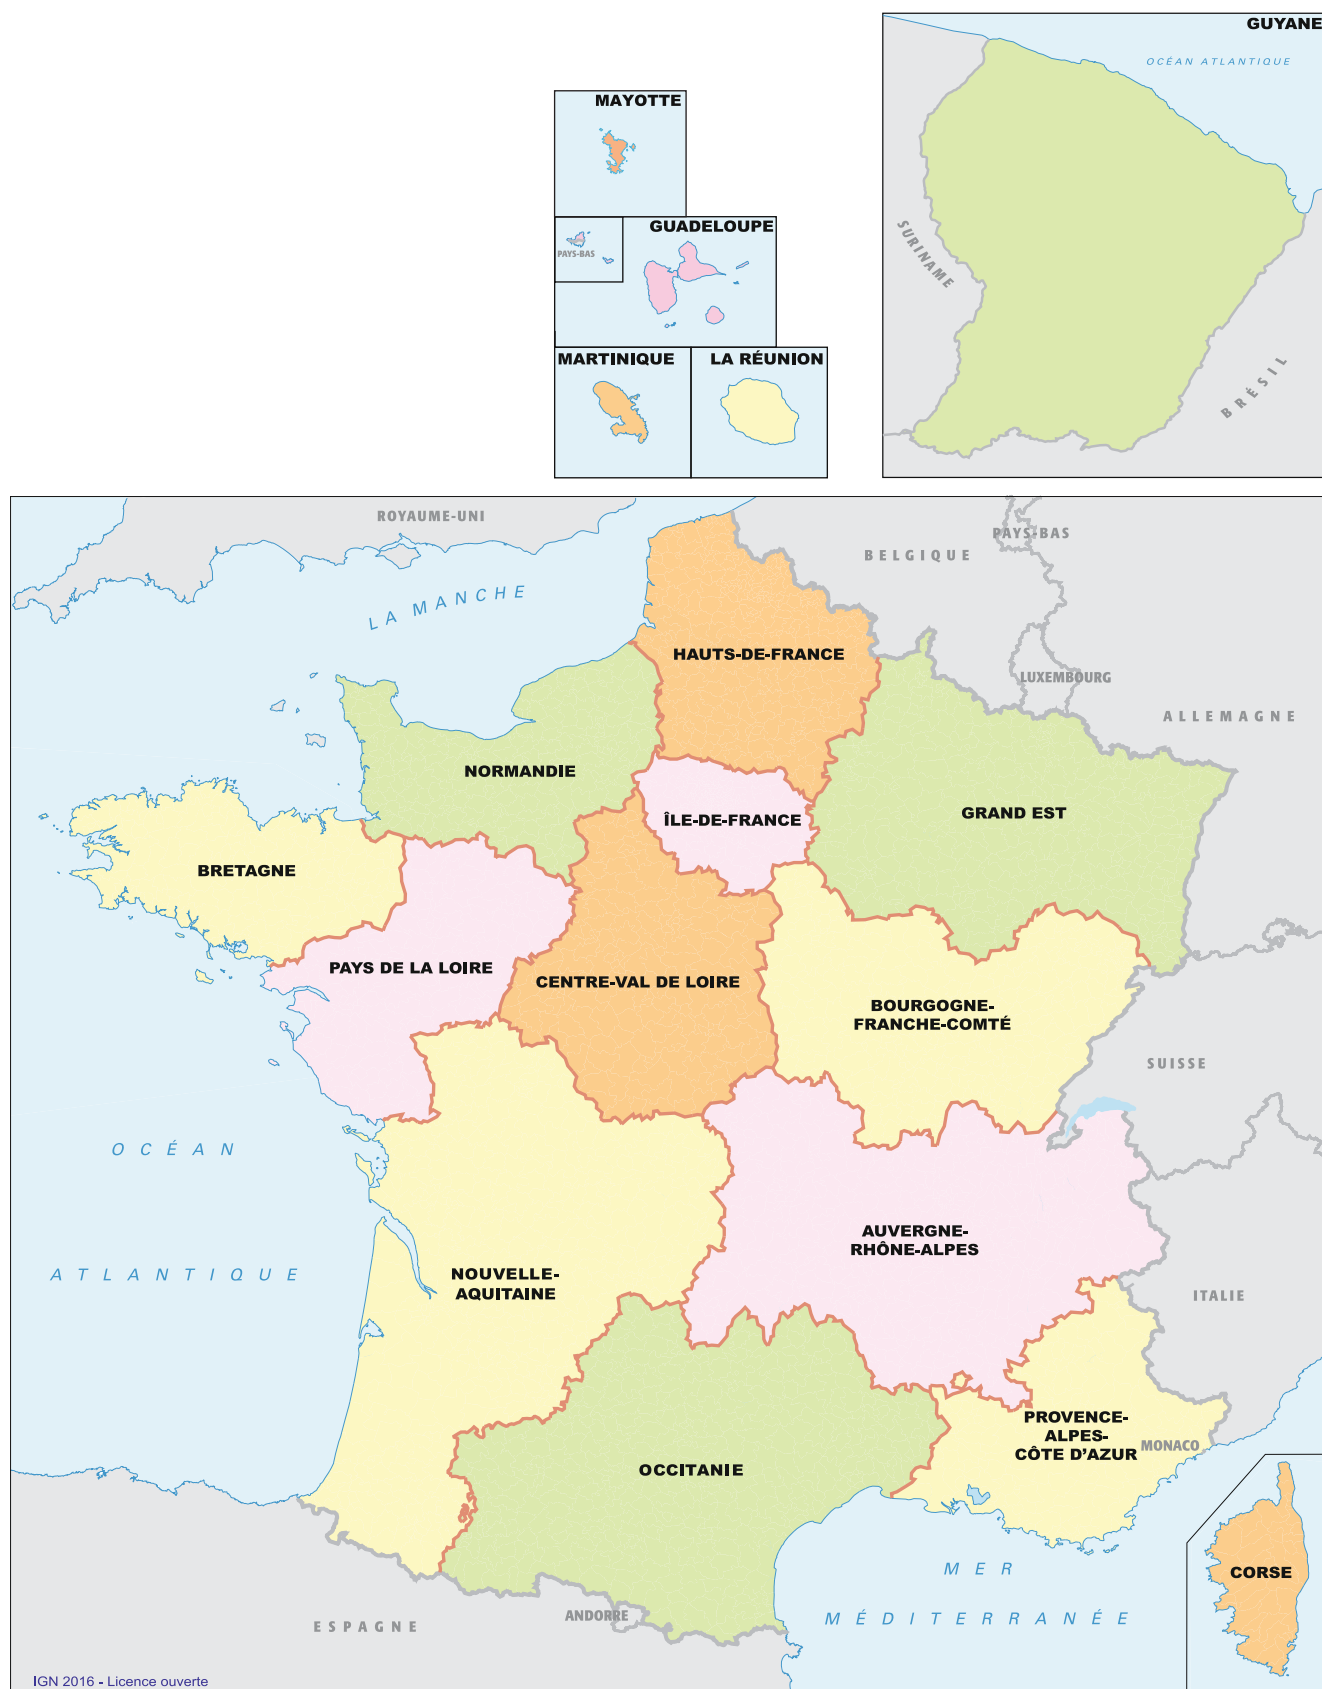 GUYANE
OCÉAN ATLANTIQUE
SURINAME
BRÉSIL
MAYOTTE
GUADELOUPE
PAYS-BAS
MARTINIQUE
LA RÉUNION
ROYAUME-UNI
PAYS-BAS
BELGIQUE
LA MANCHE
HAUTS-DE-FRANCE
LUXEMBOURG
ALLEMAGNE
NORMANDIE
ÎLE-DE-FRANCE
GRAND EST
BRETAGNE
PAYS DE LA LOIRE
CENTRE-VAL DE LOIRE
BOURGOGNE-
FRANCHE-COMTÉ
SUISSE
OCÉAN
ATLANTIQUE
AUVERGNE-
RHÔNE-ALPES
NOUVELLE-
AQUITAINE
ITALIE
PROVENCE-
ALPES-
CÔTE D'AZUR
MONACO
OCCITANIE
MER
MÉDITERRANÉE
CORSE
ANDORRE
ESPAGNE
IGN 2016 - Licence ouverte